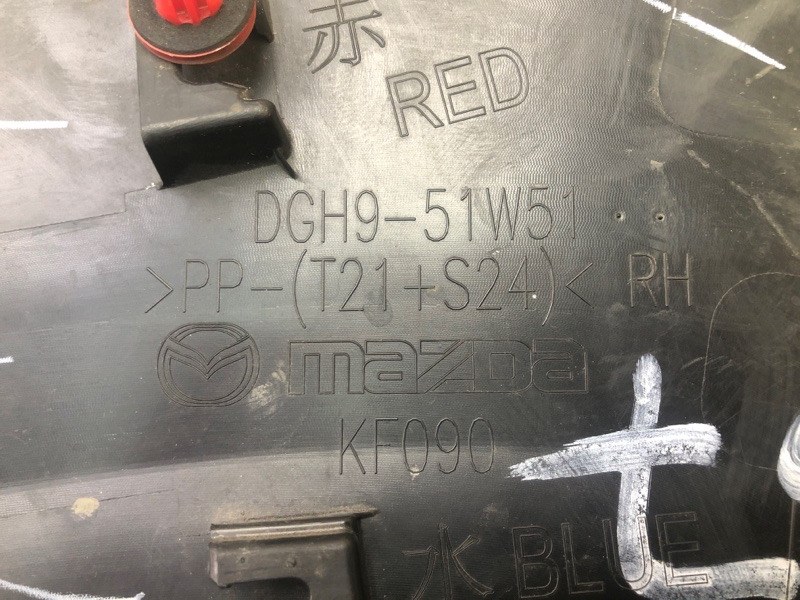 赤
RED
DGH9-51W51
>PP-(T21+S24)< RH
mazda
KF090
水 BLUE